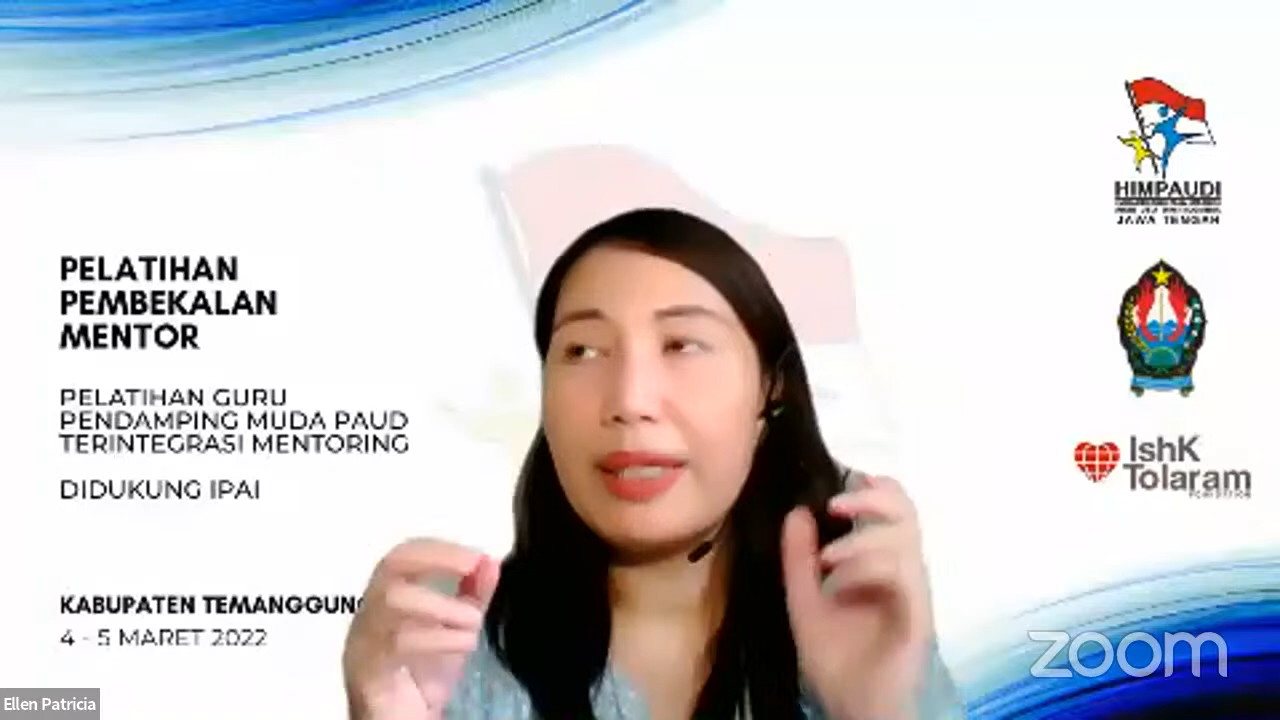 PELATIHAN
PEMBEKALAN
MENTOR
PELATIHAN GURU
PENDAMPING MUDA PAUD
TERINTEGRASI MENTORING
DIDUKUNG IPAI
KABUPATEN TEMANGGUNG
4 - 5 MARET 2022
HIMPAUDI
JAWA TENGAH
IshK
Tolaram
FOUNDATION
zoom
Ellen Patricia